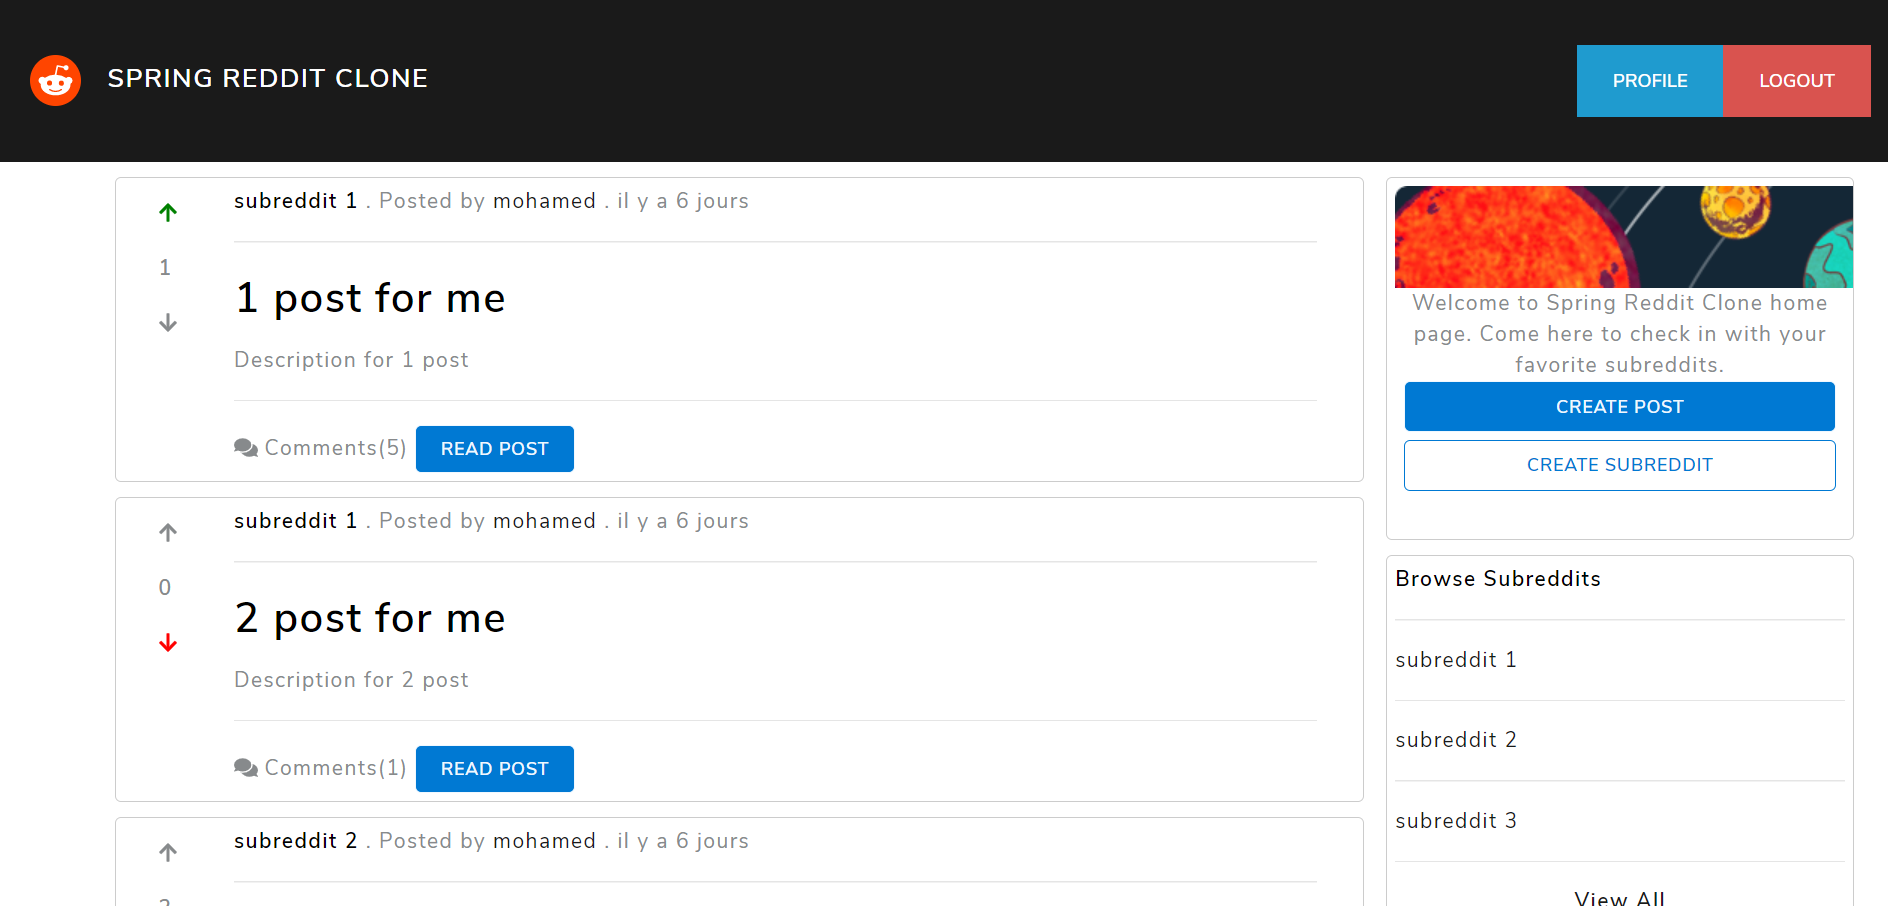 SPRING REDDIT CLONE
PROFILE
LOGOUT
subreddit 1 . Posted by mohamed . il y a 6 jours
1
1 post for me
Description for 1 post
Comments(5)
READ POST
subreddit 1 . Posted by mohamed . il y a 6 jours
0
2 post for me
Description for 2 post
Comments(1)
READ POST
subreddit 2 . Posted by mohamed . il y a 6 jours
Welcome to Spring Reddit Clone home
page. Come here to check in with your
favorite subreddits.
CREATE POST
CREATE SUBREDDIT
Browse Subreddits
subreddit 1
subreddit 2
subreddit 3
View All